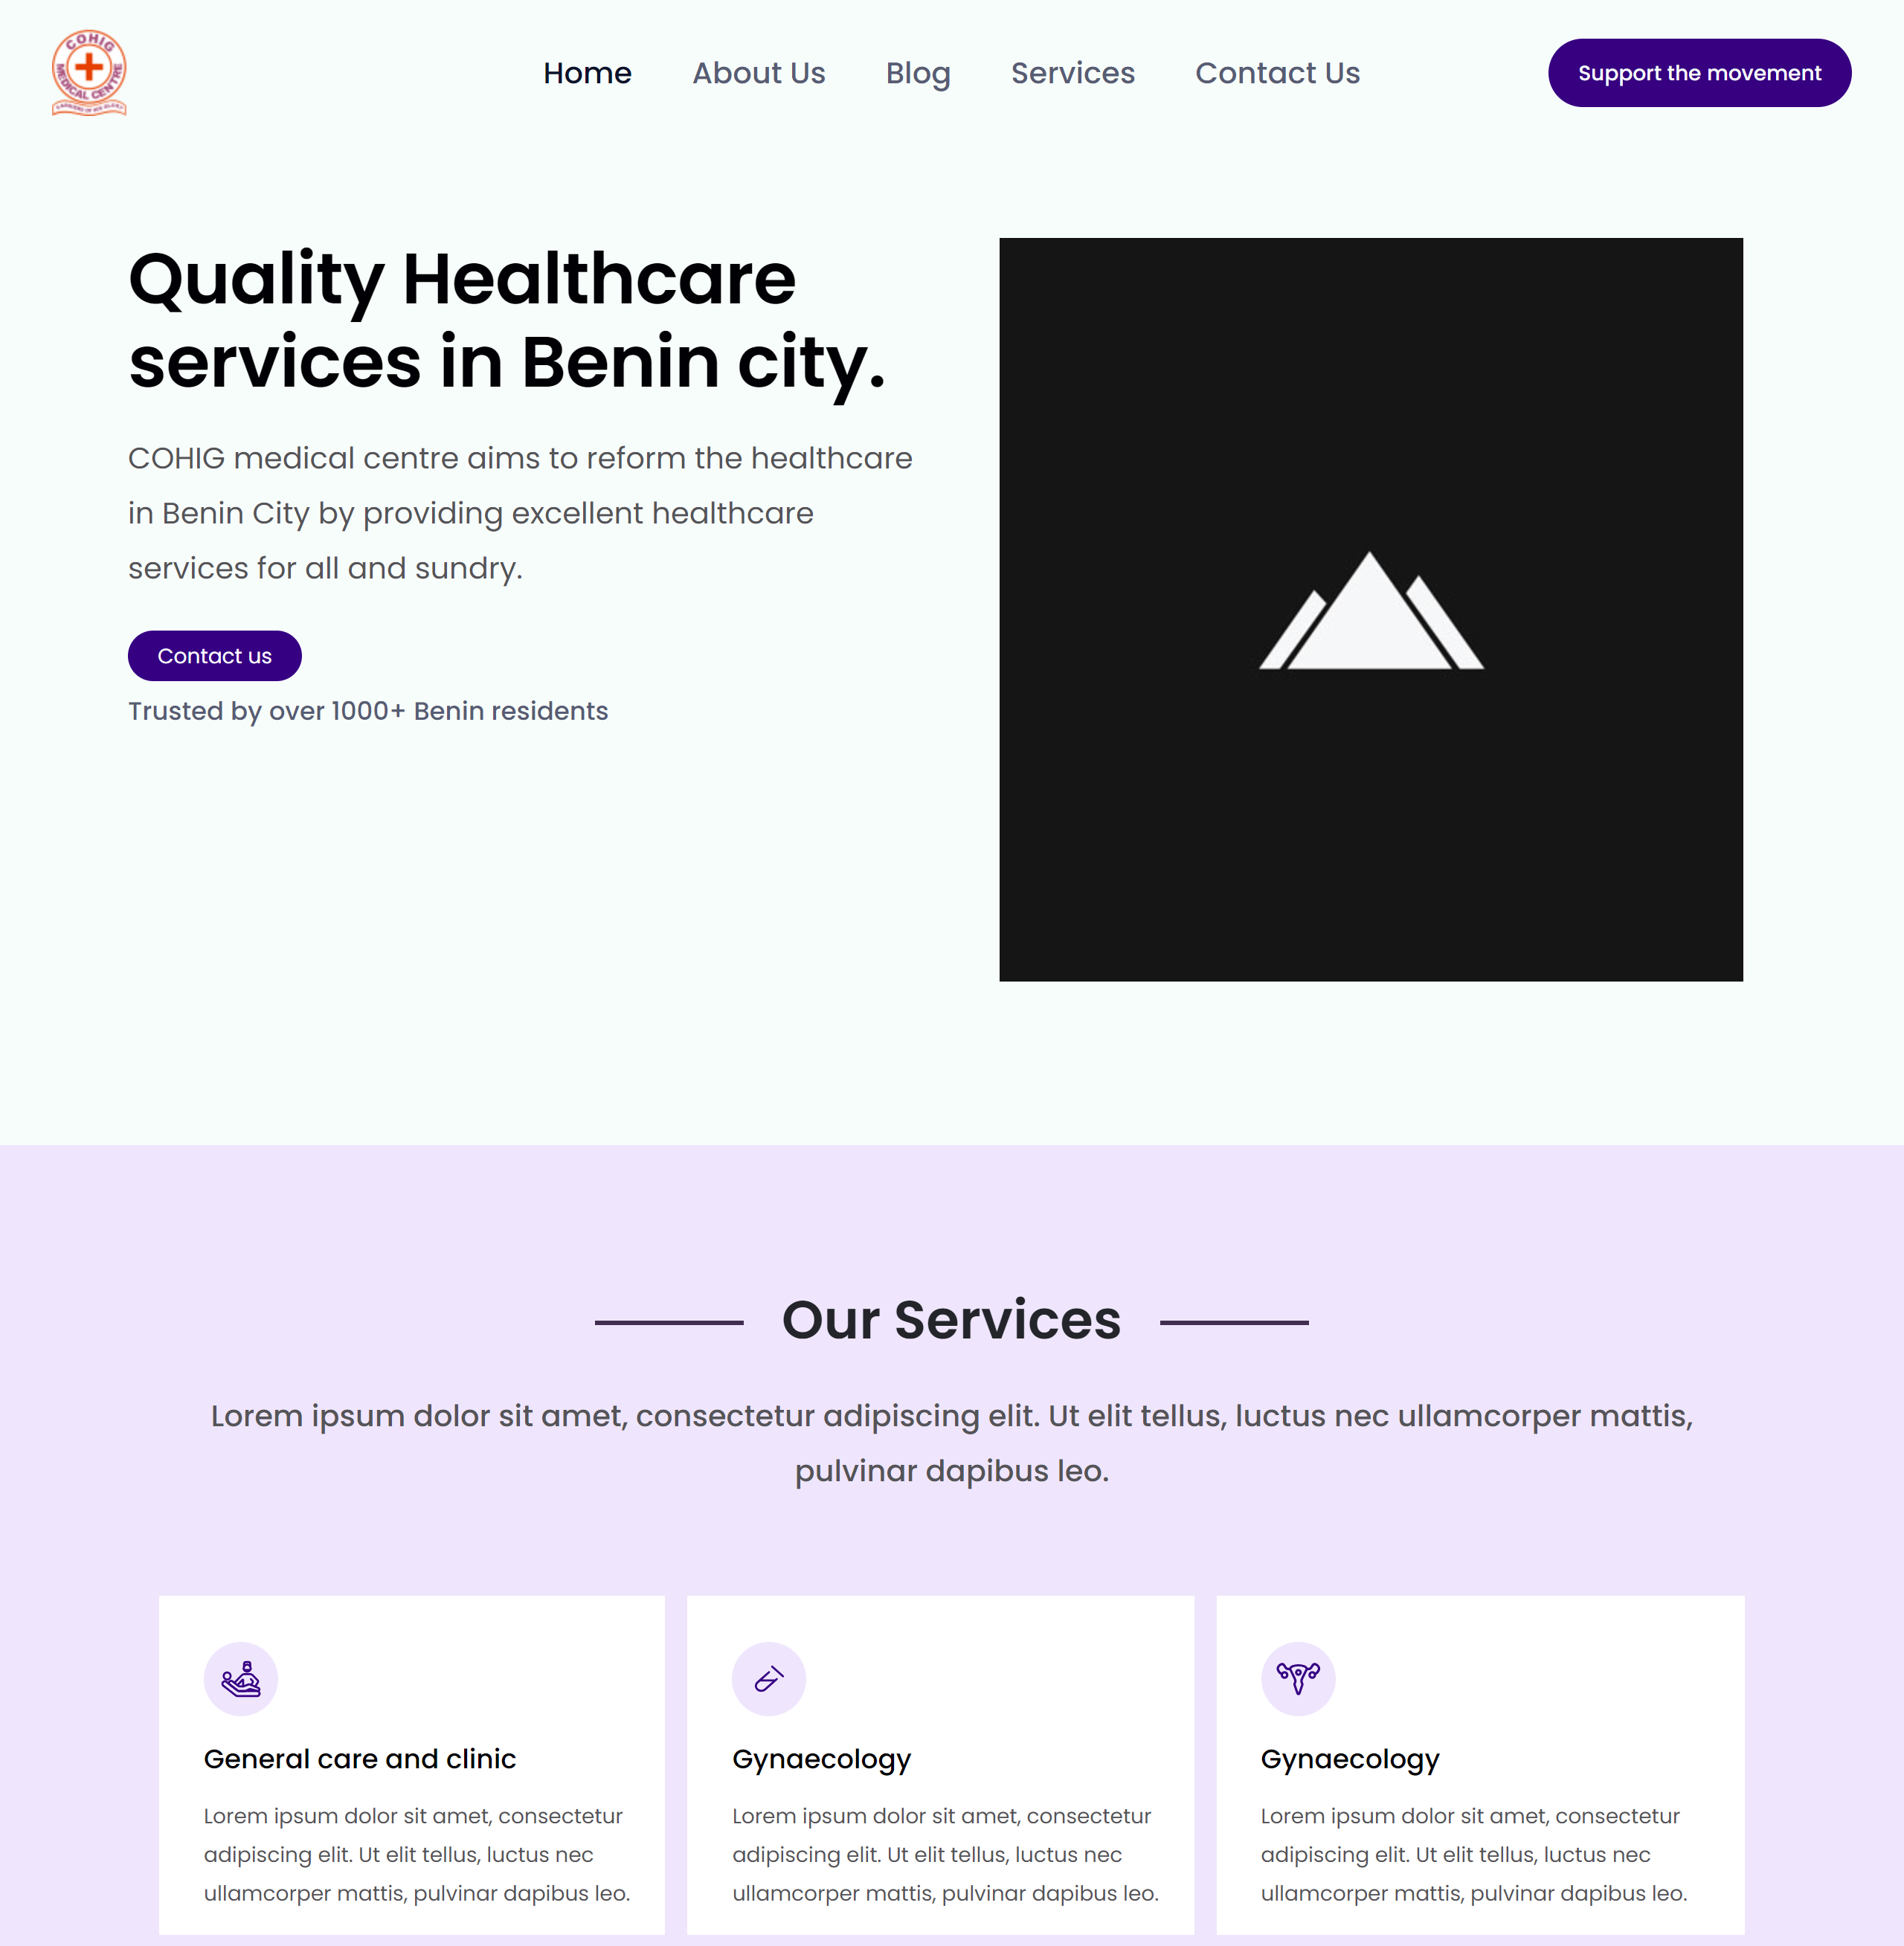 COHIG
MEDICAL CENTRE
Home
About Us
Blog
Services
Contact Us
Support the movement
Quality Healthcare
services in Benin city.
COHIG medical centre aims to reform the healthcare
in Benin City by providing excellent healthcare
services for all and sundry.
Contact us
Trusted by over 1000+ Benin residents
Our Services
Lorem ipsum dolor sit amet, consectetur adipiscing elit. Ut elit tellus, luctus nec ullamcorper mattis,
pulvinar dapibus leo.
General care and clinic
Lorem ipsum dolor sit amet, consectetur
adipiscing elit. Ut elit tellus, luctus nec
ullamcorper mattis, pulvinar dapibus leo.
Gynaecology
Lorem ipsum dolor sit amet, consectetur
adipiscing elit. Ut elit tellus, luctus nec
ullamcorper mattis, pulvinar dapibus leo.
Gynaecology
Lorem ipsum dolor sit amet, consectetur
adipiscing elit. Ut elit tellus, luctus nec
ullamcorper mattis, pulvinar dapibus leo.